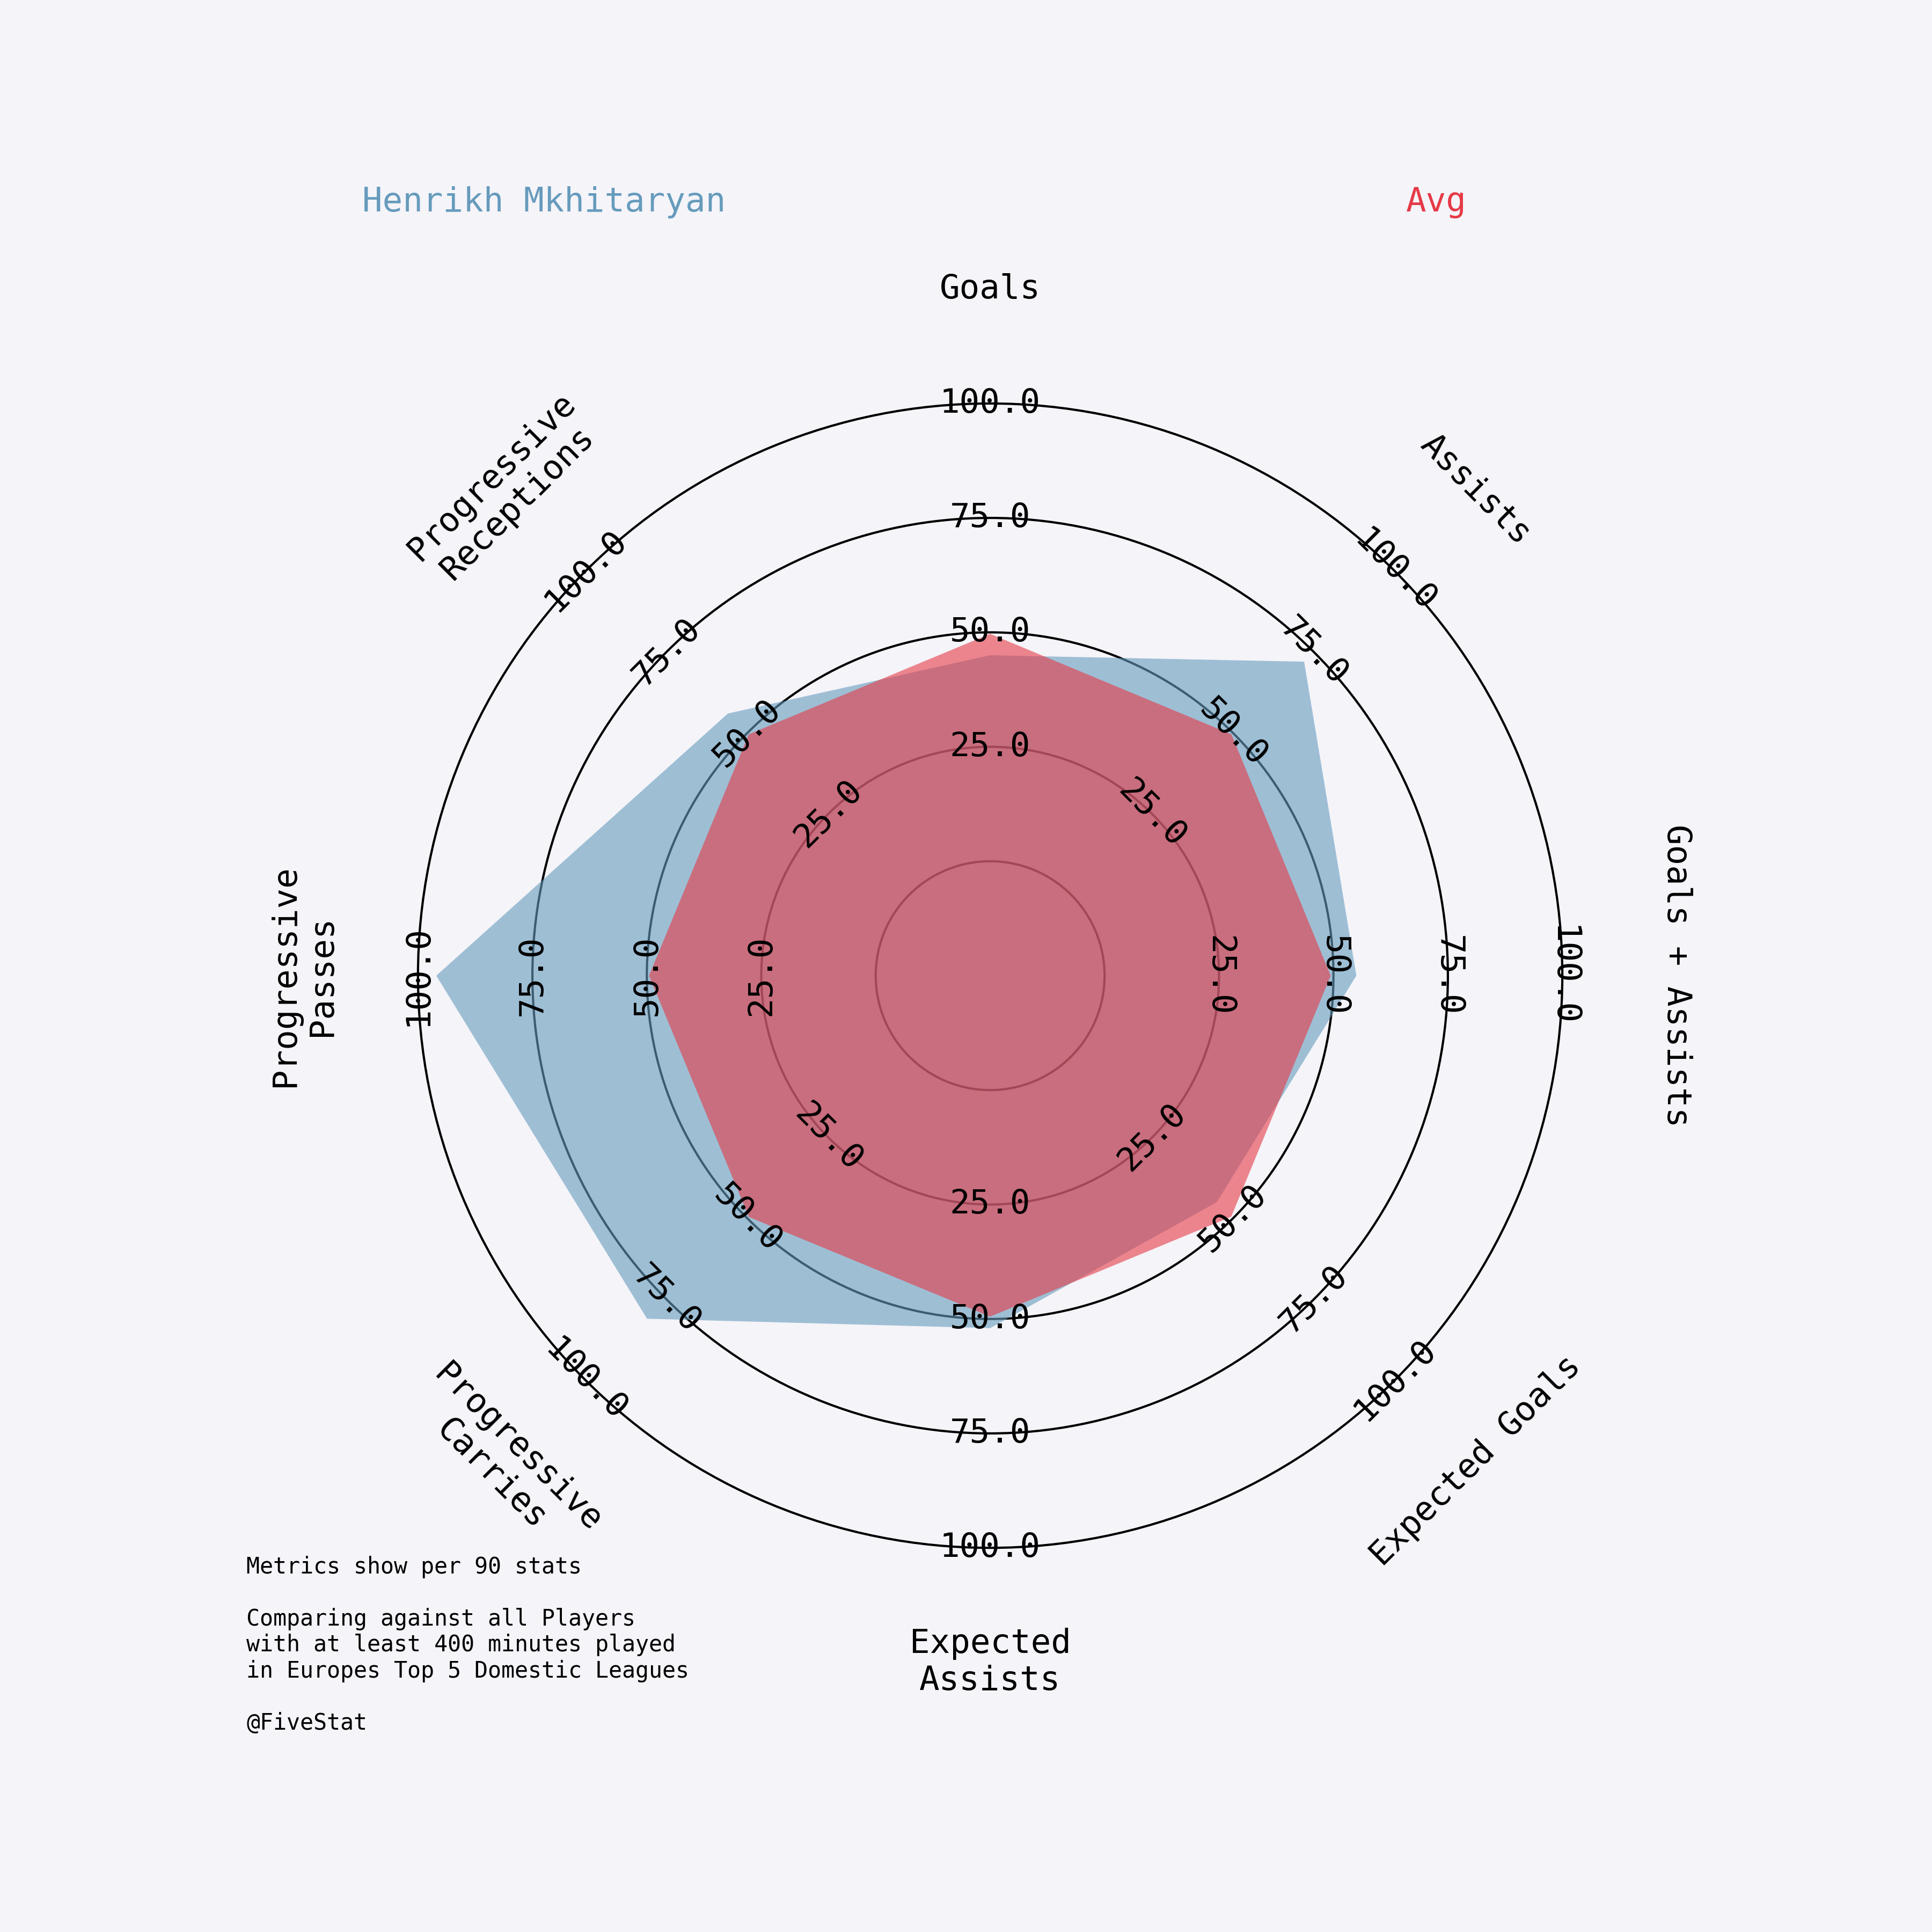 Henrikh Mkhitaryan
Avg
Goals
Assists
Goals + Assists
Expected Goals
Expected
Assists
Progressive
Carries
Progressive
Passes
Progressive
Receptions
25.0
50.0
75.0
100.0
25.0
50.0
75.0
100.0
25.0
50.0
75.0
100.0
25.0
50.0
75.0
100.0
25.0
50.0
75.0
100.0
25.0
50.0
75.0
100.0
25.0
50.0
75.0
100.0
25.0
50.0
75.0
100.0
Metrics show per 90 stats
Comparing against all Players
with at least 400 minutes played
in Europes Top 5 Domestic Leagues
@FiveStat